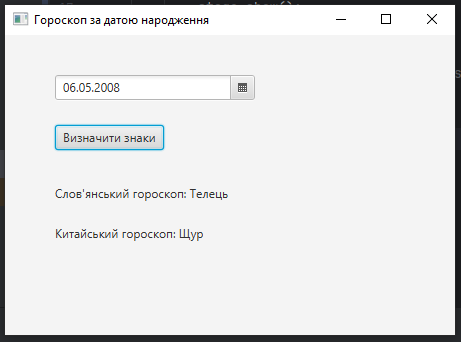 Гороскоп за датою народження
06.05.2008
Визначити знаки
Слов'янський гороскоп: Телець
Китайський гороскоп: Щур